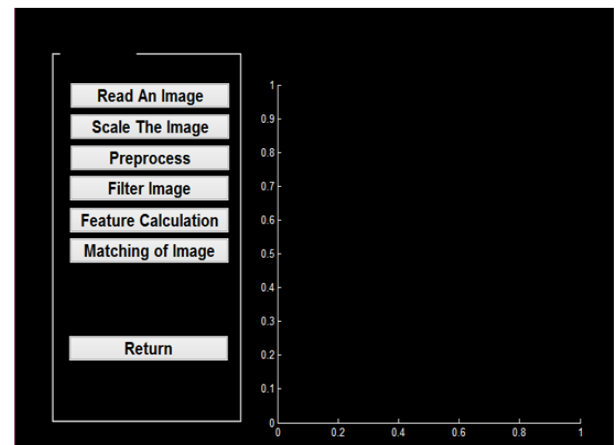 Read An Image
Scale The Image
Preprocess
Filter Image
Feature Calculation
Matching of Image
Return
1
0.9
0.8
0.7
0.6
0.5
0.4
0.3
0.2
0.1
0
0 0.2 0.4 0.6 0.8 1